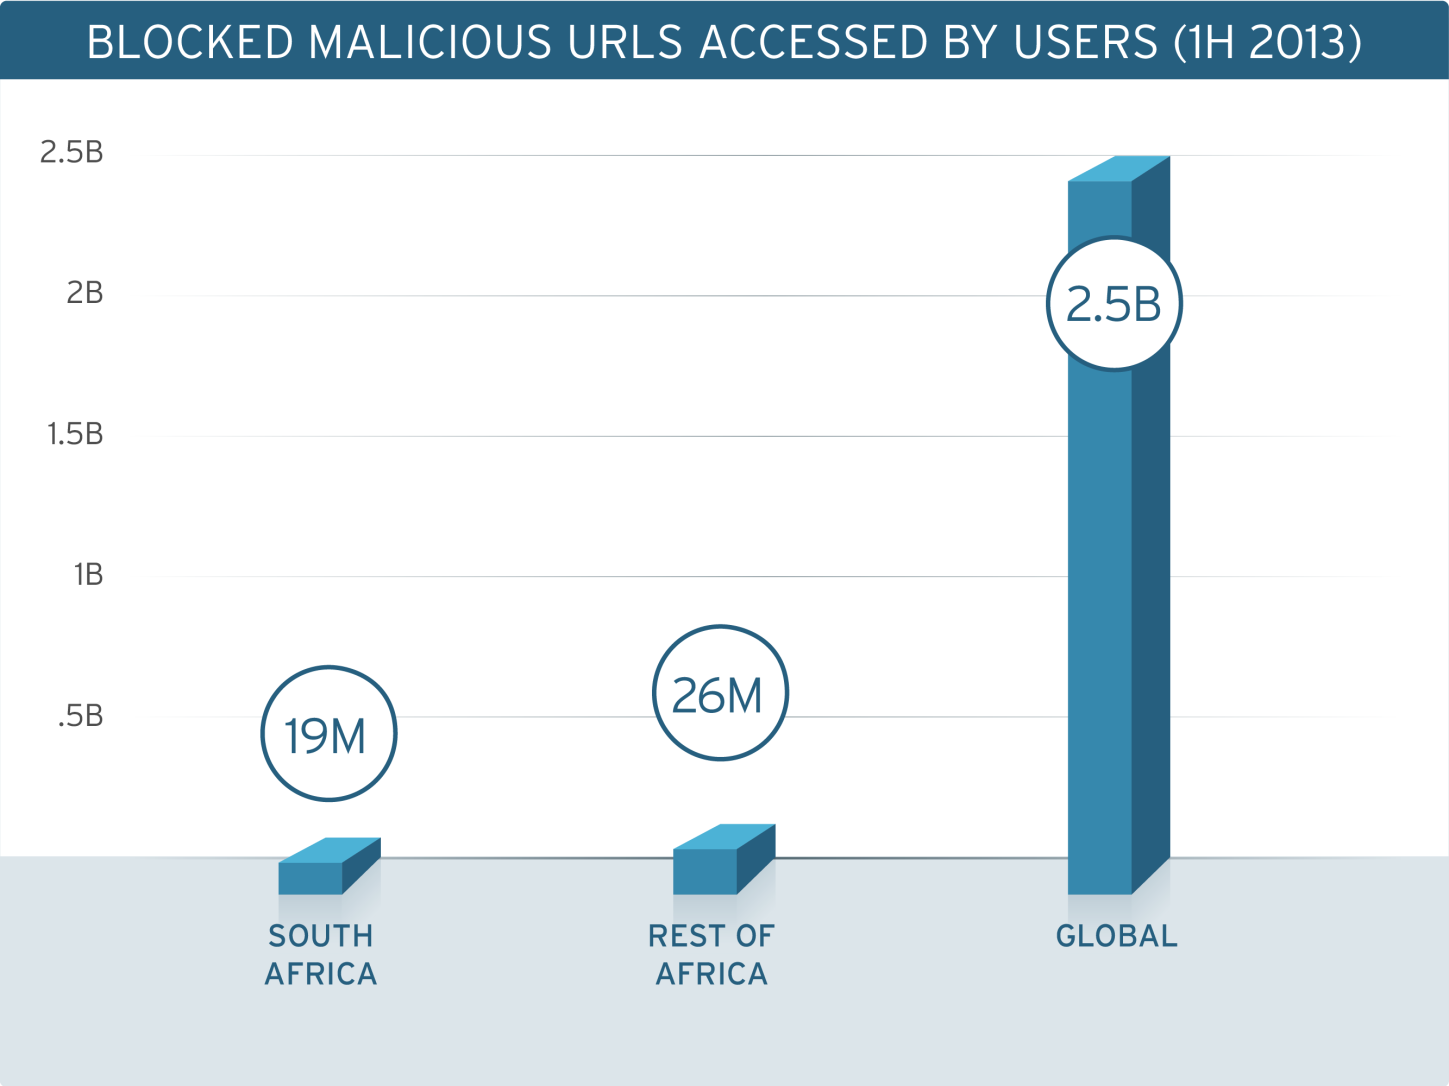 BLOCKED MALICIOUS URLS ACCESSED BY USERS (1H 2013)
2.5B
2B
1.5B
1B
.5B
19M
26M
2.5B
SOUTH
AFRICA
REST OF
AFRICA
GLOBAL